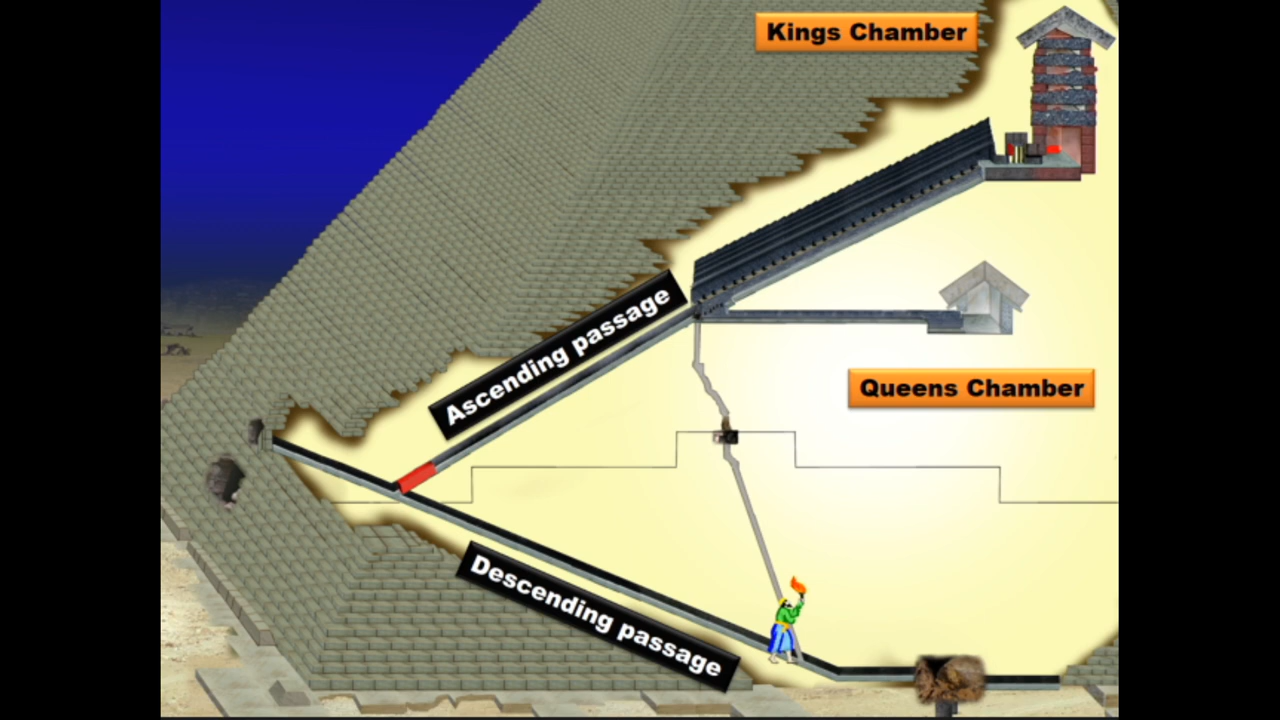 Kings Chamber
Ascending passage
Queens Chamber
Descending passage